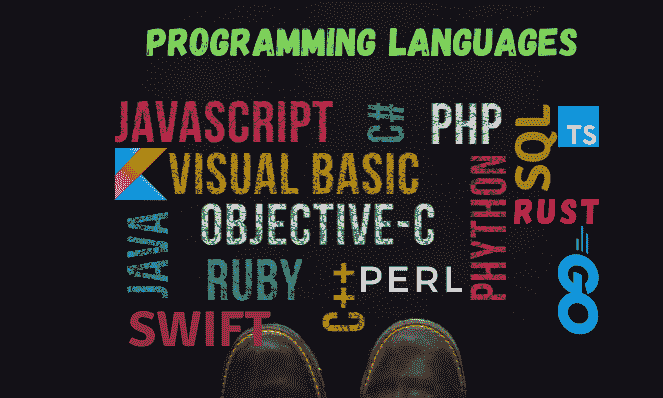 PROGRAMMING LANGUAGES
JAVASCRIPT
C#
PHP
SQL
TS
VISUAL BASIC
PHYTHON
RUST
JAVA
OBJECTIVE-C
RUBY
C++
PERL
GO
SWIFT